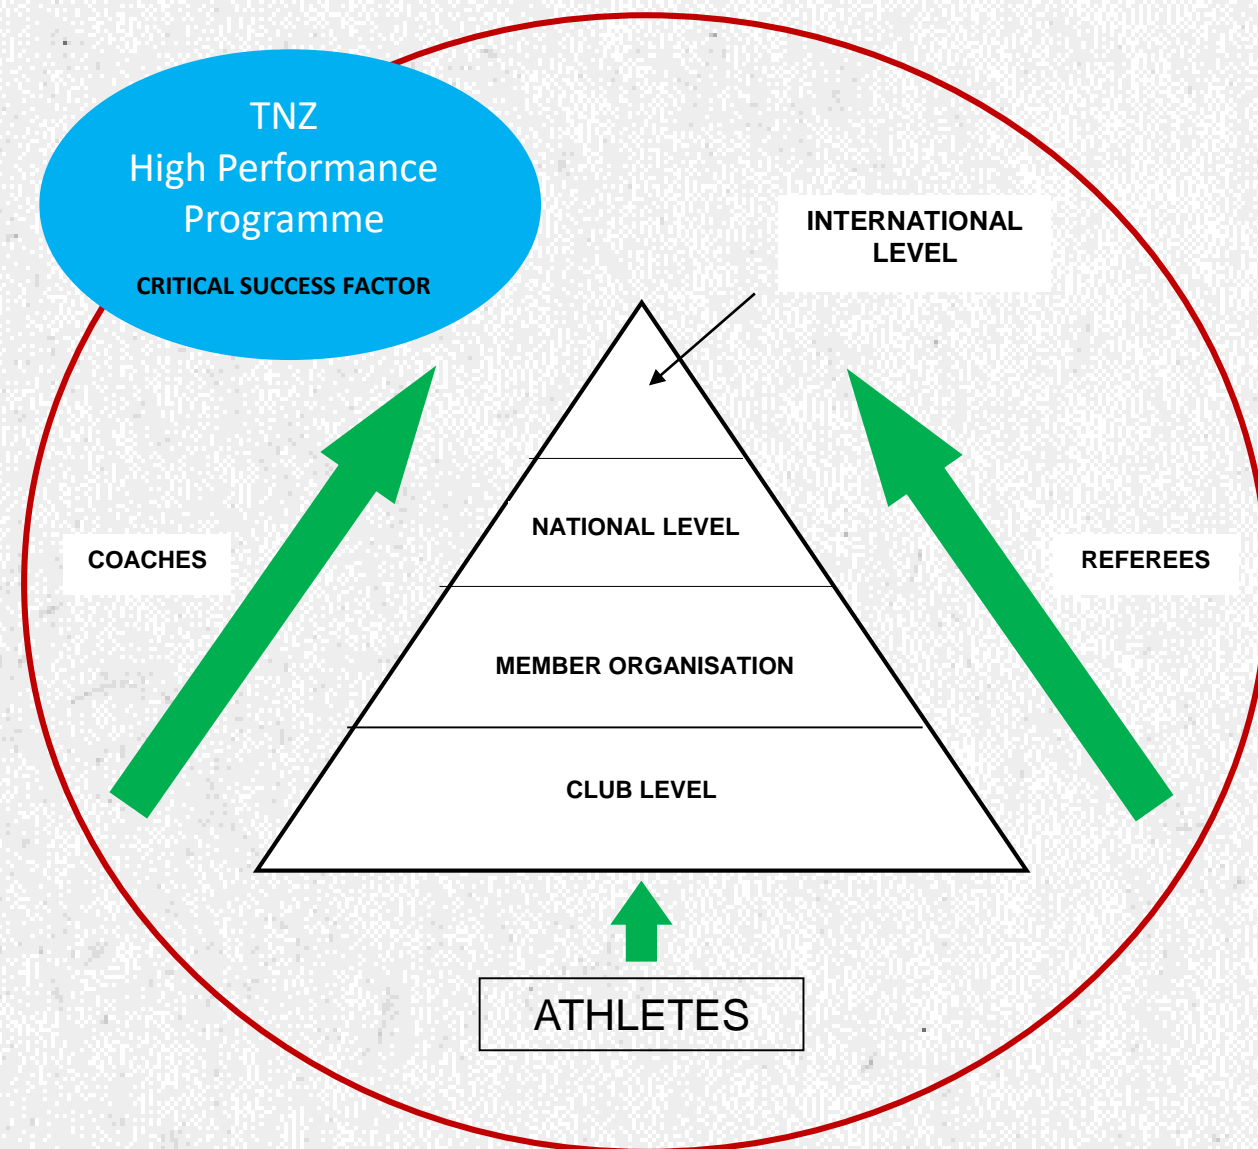 TNZ
High Performance
Programme
CRITICAL SUCCESS FACTOR
INTERNATIONAL
LEVEL
NATIONAL LEVEL
COACHES
REFEREES
MEMBER ORGANISATION
CLUB LEVEL
ATHLETES